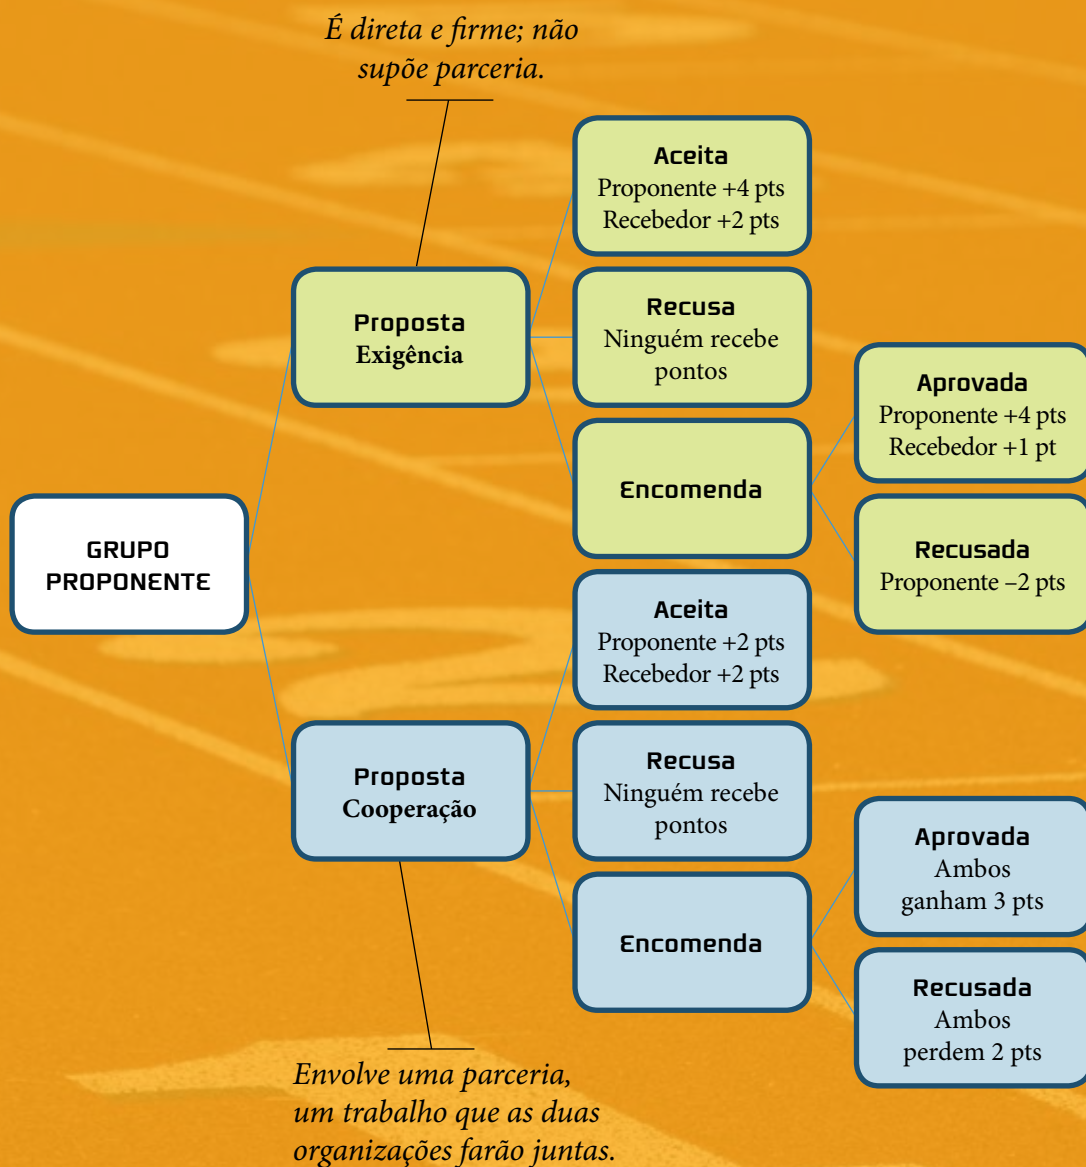 É direta e firme; não
supõe parceria.
Aceita
Proponente +4 pts
Recebedor +2 pts
Proposta
Exigência
Recusa
Ninguém recebe
pontos
Encomenda
Aprovada
Proponente +4 pts
Recebedor +1 pt
Recusada
Proponente –2 pts
GRUPO
PROPONENTE
Aceita
Proponente +2 pts
Recebedor +2 pts
Proposta
Cooperação
Recusa
Ninguém recebe
pontos
Encomenda
Aprovada
Ambos
ganham 3 pts
Recusada
Ambos
perdem 2 pts
Envolve uma parceria,
um trabalho que as duas
organizações farão juntas.